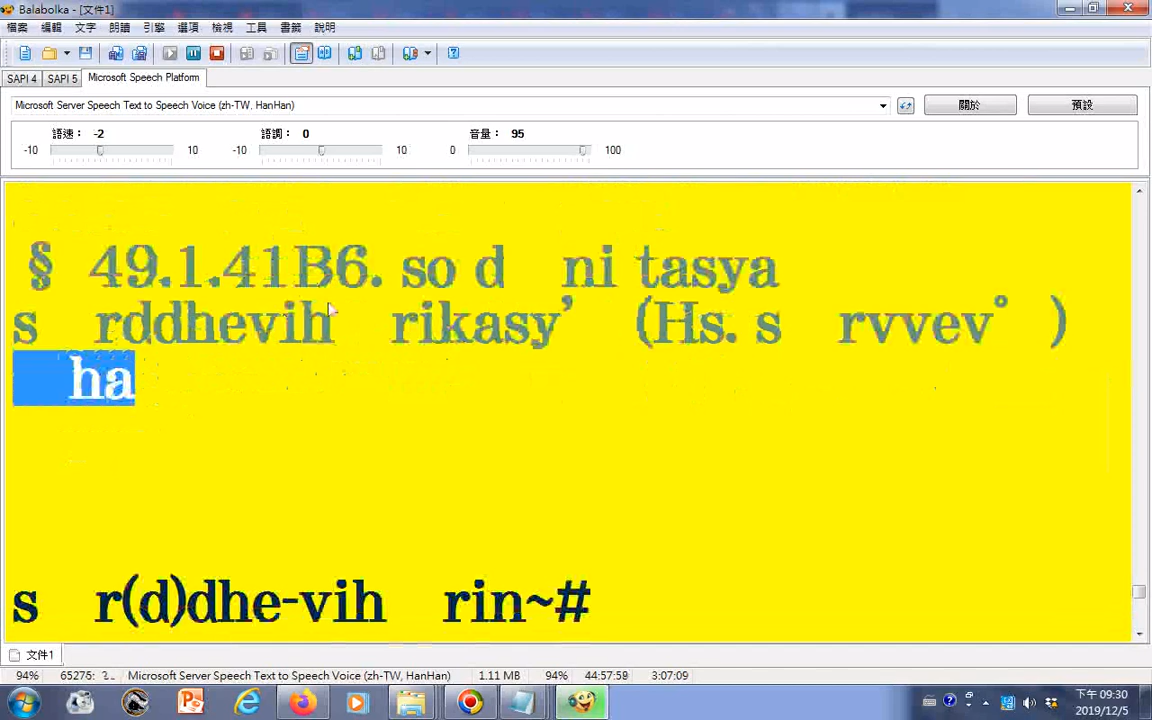 Balabolka - [文件1]
檔案 編輯 文字 朗讀 引擎 選項 檢視 工具 書籤 說明
SAPI 4 SAPI 5 Microsoft Speech Platform
Microsoft Server Speech Text to Speech Voice (zh-TW, HanHan) 關於 預設
語速： -2 語調： 0 音量： 95
-10 10 -10 10 0 100
§ 49.1.41B6. so d ni tasya
s rddhevih rikasy’ (Hs. s rvvev° )
ha
s r(d)dhe-vih rin~#
文件1
94% 65275: Microsoft Server Speech Text to Speech Voice (zh-TW, HanHan) 1.11 MB 94% 44:57:59 3:07:09
下午 09:30
2019/12/5